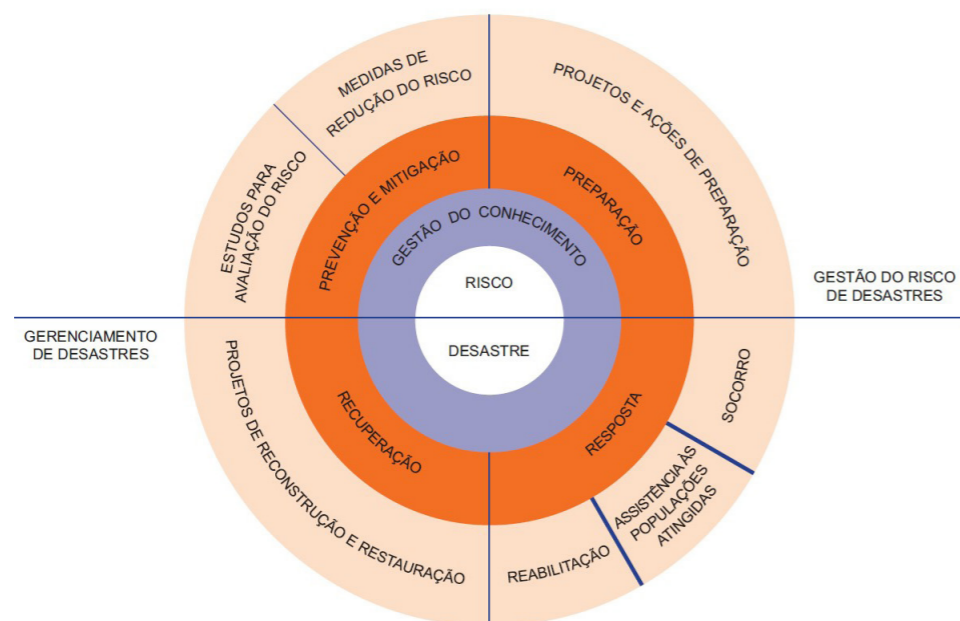 MEDIDAS DE
REDUÇÃO DO RISCO
PROJETOS E AÇÕES DE PREPARAÇÃO
ESTUDOS PARA
AVALIAÇÃO DO RISCO
PREVENÇÃO E MITIGAÇÃO
PREPARAÇÃO
GESTÃO DO CONHECIMENTO
RISCO
GESTÃO DO RISCO
DE DESASTRES
GERENCIAMENTO
DE DESASTRES
DESASTRE
PROJETOS DE RECONSTRUÇÃO E RESTAURAÇÃO
RECUPERAÇÃO
RESPOSTA
SOCORRO
ASSISTÊNCIA ÀS
POPULAÇÕES
ATINGIDAS
REABILITAÇÃO